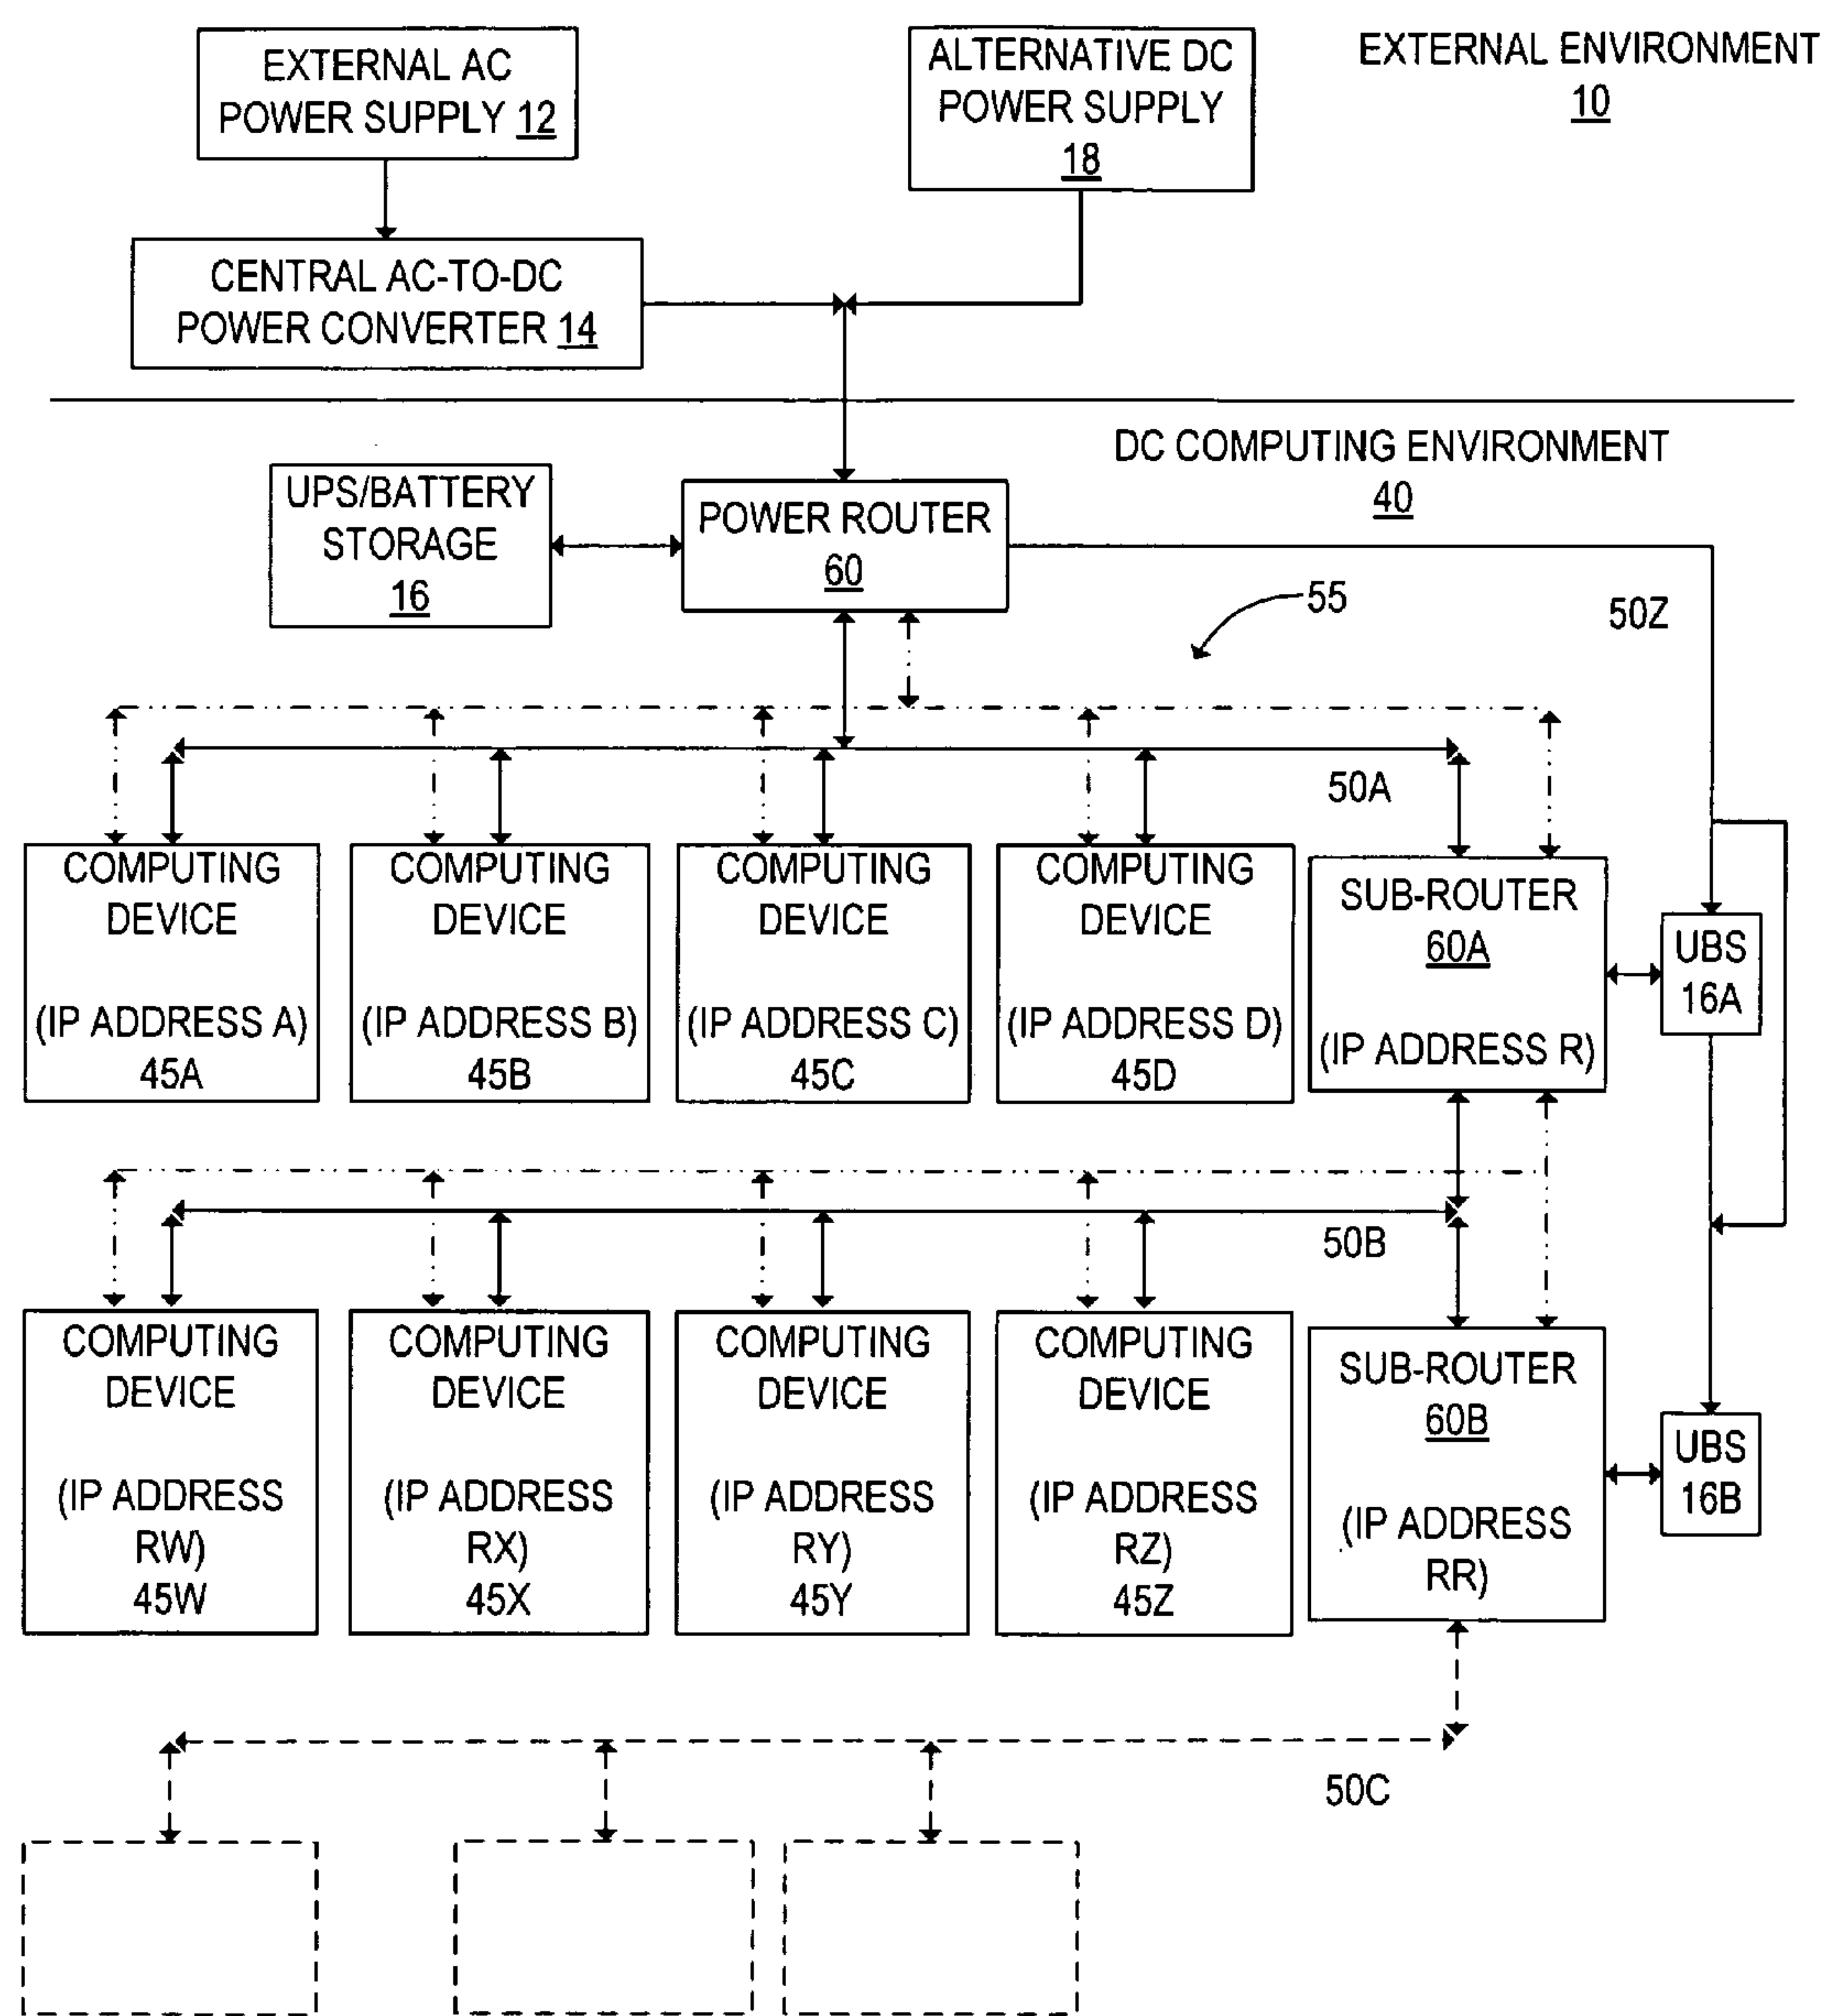 EXTERNAL AC
POWER SUPPLY 12
ALTERNATIVE DC
POWER SUPPLY
18
EXTERNAL ENVIRONMENT
10
CENTRAL AC-TO-DC
POWER CONVERTER 14
DC COMPUTING ENVIRONMENT
40
UPS/BATTERY
STORAGE
16
POWER ROUTER
60
55
50Z
50A
COMPUTING
DEVICE
(IP ADDRESS A)
45A
COMPUTING
DEVICE
(IP ADDRESS B)
45B
COMPUTING
DEVICE
(IP ADDRESS C)
45C
COMPUTING
DEVICE
(IP ADDRESS D)
45D
SUB-ROUTER
60A
(IP ADDRESS R)
UBS
16A
50B
COMPUTING
DEVICE
(IP ADDRESS
RW)
45W
COMPUTING
DEVICE
(IP ADDRESS
RX)
45X
COMPUTING
DEVICE
(IP ADDRESS
RY)
45Y
COMPUTING
DEVICE
(IP ADDRESS
RZ)
45Z
SUB-ROUTER
60B
(IP ADDRESS
RR)
UBS
16B
50C